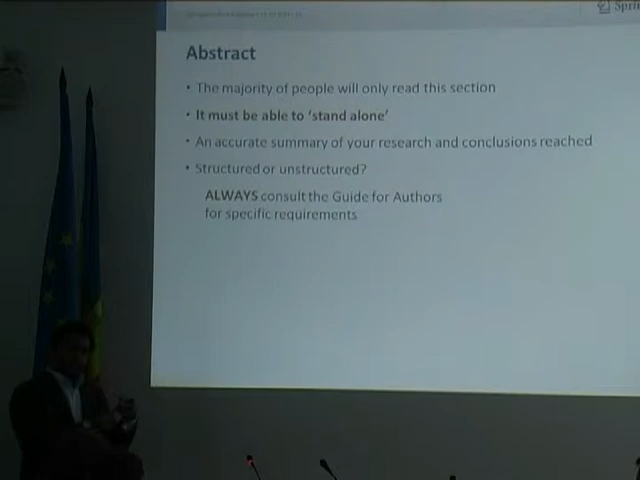 Abstract
• The majority of people will only read this section
• It must be able to ‘stand alone’
• An accurate summary of your research and conclusions reached
• Structured or unstructured?
ALWAYS consult the Guide for Authors
for specific requirements